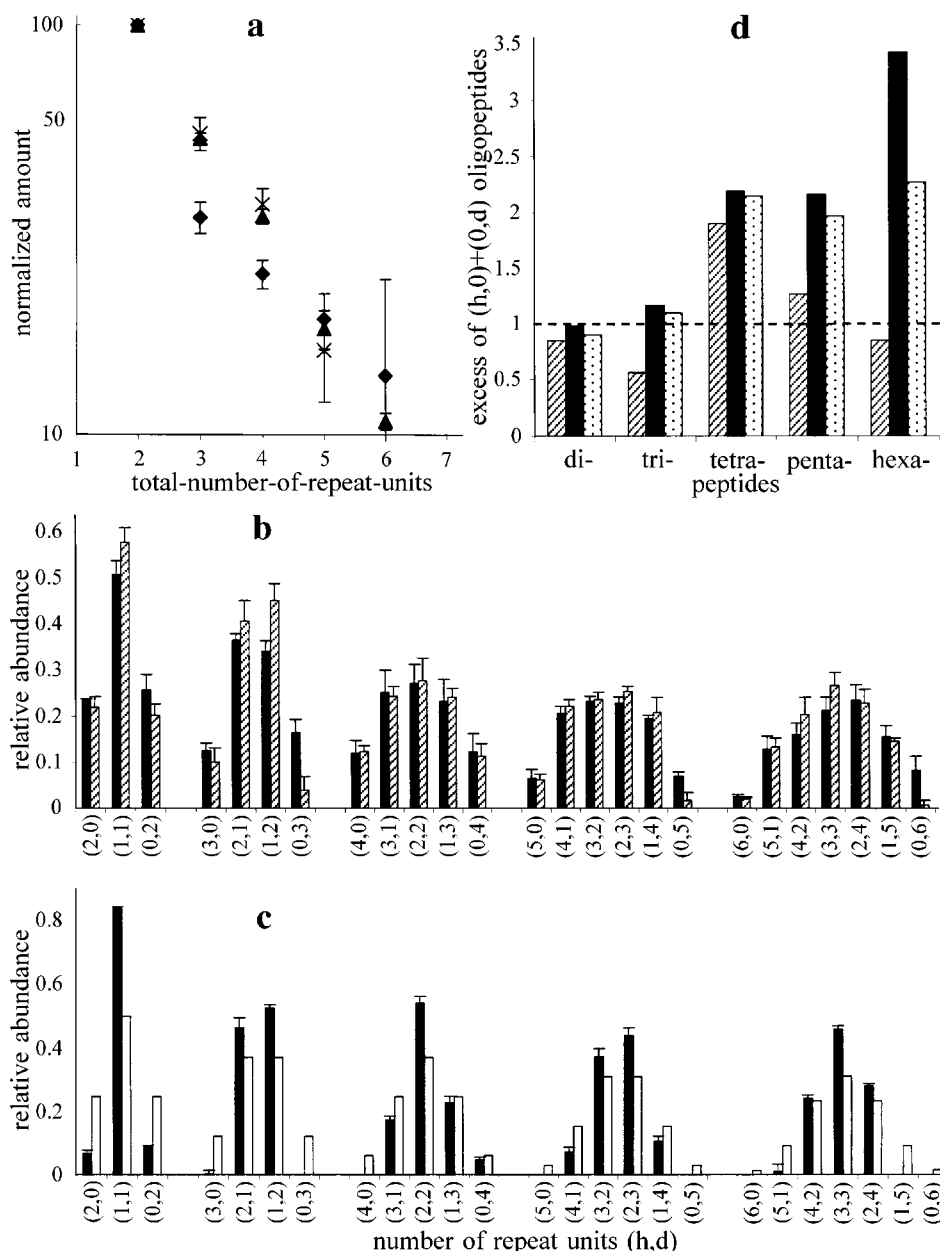 a
100
50
10
normalized amount
1 2 3 4 5 6 7
total-number-of-repeat-units
d
3.5
3
2.5
2
1.5
1
0.5
0
excess of (h,0)+(0,d) oligopeptides
di- tri- tetra- penta- hexa-
peptides
b
0.6
0.5
0.4
0.3
0.2
0.1
0
relative abundance
(2,0) (1,1) (0,2) (3,0) (2,1) (1,2) (0,3) (4,0) (3,1) (2,2) (1,3) (0,4) (5,0) (4,1) (3,2) (2,3) (1,4) (0,5) (6,0) (5,1) (4,2) (3,3) (2,4) (1,5) (0,6)
c
0.8
0.6
0.4
0.2
0
relative abundance
(2,0) (1,1) (0,2) (3,0) (2,1) (1,2) (0,3) (4,0) (3,1) (2,2) (1,3) (0,4) (5,0) (4,1) (3,2) (2,3) (1,4) (0,5) (6,0) (5,1) (4,2) (3,3) (2,4) (1,5) (0,6)
number of repeat units (h,d)